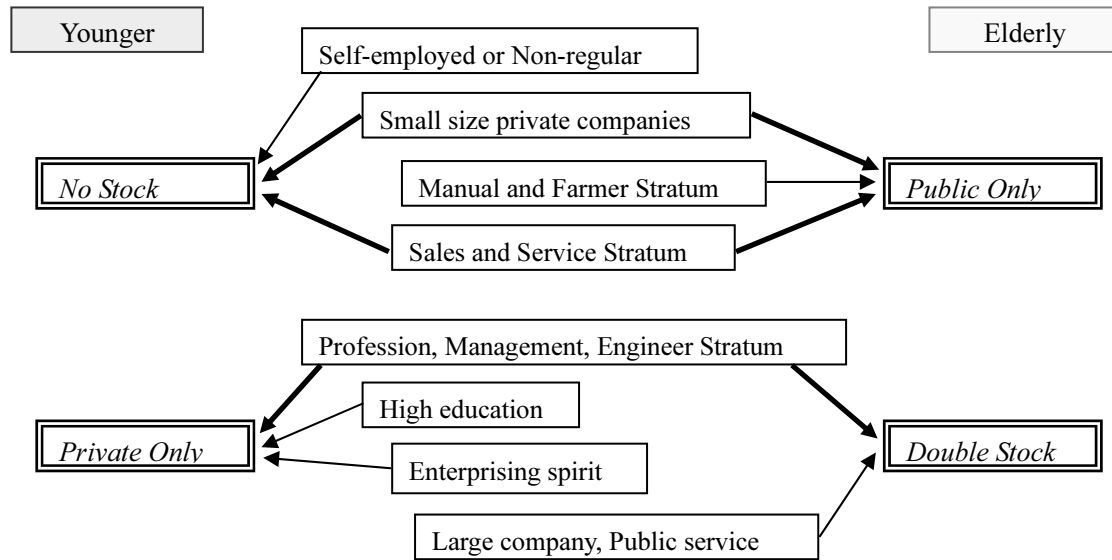 Younger
Elderly
Self-employed or Non-regular
Small size private companies
No Stock
Manual and Farmer Stratum
Public Only
Sales and Service Stratum
Profession, Management, Engineer Stratum
High education
Private Only
Double Stock
Enterprising spirit
Large company, Public service